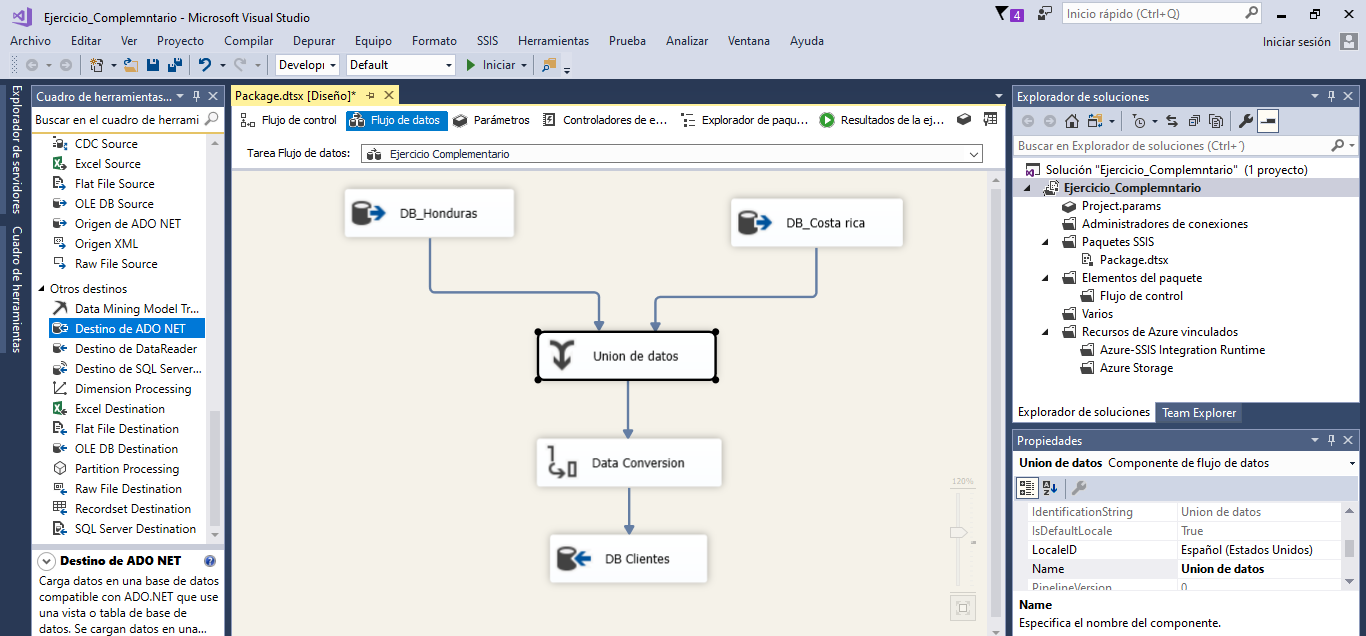 Ejercicio_Complemntario - Microsoft Visual Studio
4
Inicio rápido (Ctrl+Q)
Archivo Editar Ver Proyecto Compilar Depurar Equipo Formato SSIS Herramientas Prueba Analizar Ventana Ayuda
Iniciar sesión
Developı Default Iniciar
Explorador de servidores
Cuadro de herramientas
Cuadro de herramientas...
Buscar en el cuadro de herrami
CDC Source
Excel Source
Flat File Source
OLE DB Source
Origen de ADO NET
Origen XML
Raw File Source
Otros destinos
Data Mining Model Tr...
Destino de ADO NET
Destino de DataReader
Destino de SQL Server...
Dimension Processing
Excel Destination
Flat File Destination
OLE DB Destination
Partition Processing
Raw File Destination
Recordset Destination
SQL Server Destination
Destino de ADO NET
Carga datos en una base de datos
compatible con ADO.NET que use
una vista o tabla de base de
datos. Se cargan datos en una...
Package.dtsx [Diseño]*
Flujo de control Flujo de datos Parámetros Controladores de e... Explorador de paqu... Resultados de la ej...
Tarea Flujo de datos: Ejercicio Complementario
DB_Honduras
DB_Costa rica
Union de datos
Data Conversion
DB Clientes
120%
Explorador de soluciones
Buscar en Explorador de soluciones (Ctrl+´)
Solución "Ejercicio_Complemntario" (1 proyecto)
Ejercicio_Complemntario
Project.params
Administradores de conexiones
Paquetes SSIS
Package.dtsx
Elementos del paquete
Flujo de control
Varios
Recursos de Azure vinculados
Azure-SSIS Integration Runtime
Azure Storage
Explorador de soluciones Team Explorer
Propiedades
Union de datos Componente de flujo de datos
IdentificationString Union de datos
IsDefaultLocale True
LocaleID Español (Estados Unidos)
Name Union de datos
PipelineVersion 0
Name
Especifica el nombre del componente.